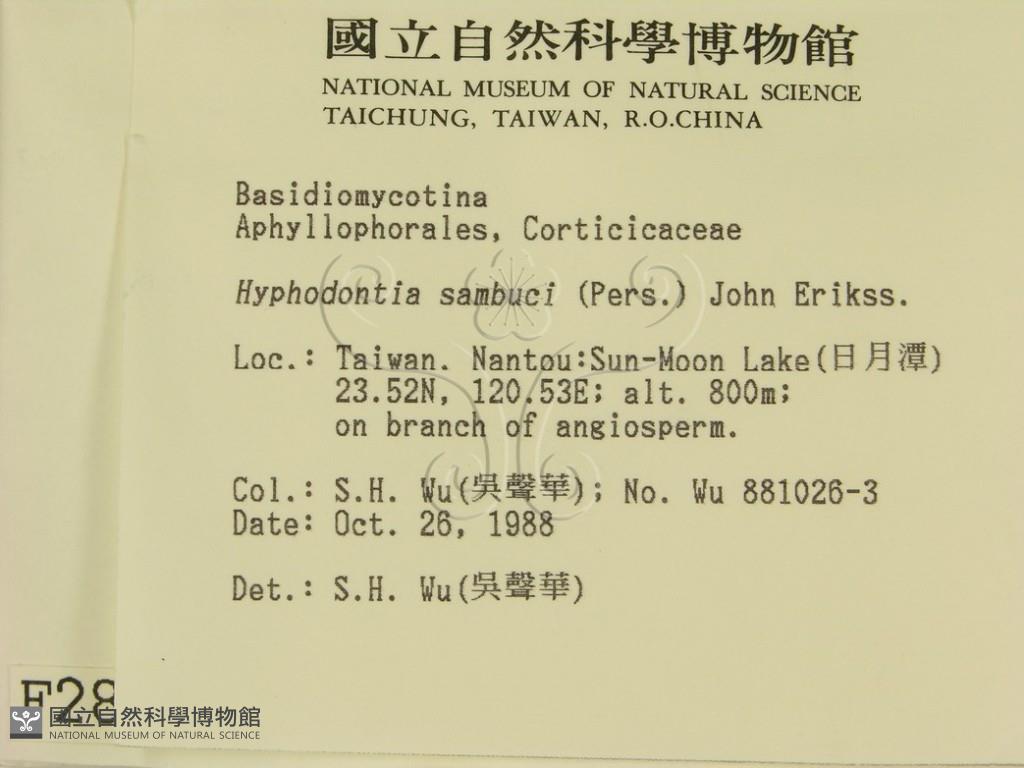 國立自然科學博物館
NATIONAL MUSEUM OF NATURAL SCIENCE
TAICHUNG, TAIWAN, R.O.CHINA
Basidiomycotina
Aphyllophorales, Corticicaceae
Hyphodontia sambuci (Pers.) John Erikss.
Loc.: Taiwan. Nantou:Sun-Moon Lake(日月潭)
23.52N, 120.53E; alt. 800m;
on branch of angiosperm.
Col.: S.H. Wu(吳聲華); No. Wu 881026-3
Date: Oct. 26, 1988
Det.: S.H. Wu(吳聲華)
F28
國立自然科學博物館
NATIONAL MUSEUM OF NATURAL SCIENCE